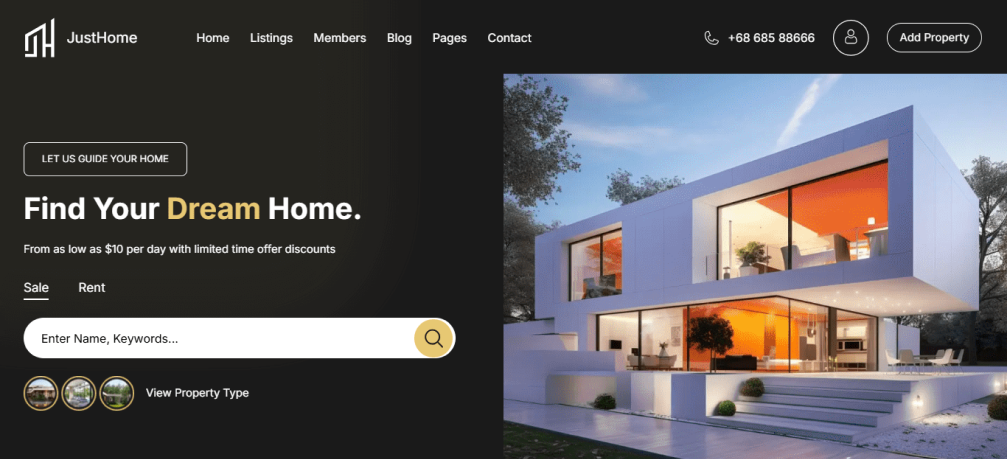 JustHome
Home Listings Members Blog Pages Contact
+68 685 88666
Add Property
LET US GUIDE YOUR HOME
Find Your Dream Home.
From as low as $10 per day with limited time offer discounts
Sale Rent
Enter Name, Keywords...
View Property Type